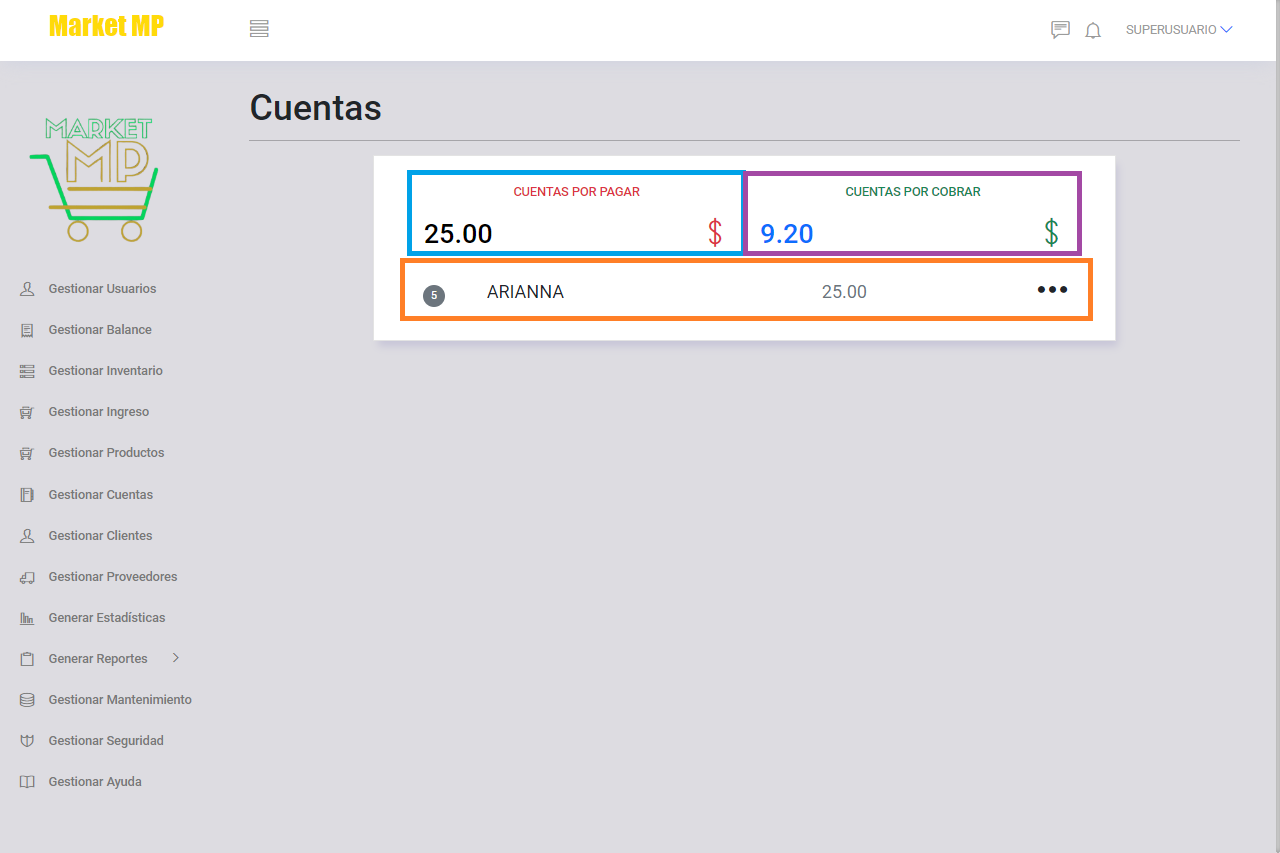 Market MP
SUPERUSUARIO
MARKET
MP
Cuentas
CUENTAS POR PAGAR
25.00 $
CUENTAS POR COBRAR
9.20 $
5 ARIANNA 25.00 •••
Gestionar Usuarios
Gestionar Balance
Gestionar Inventario
Gestionar Ingreso
Gestionar Productos
Gestionar Cuentas
Gestionar Clientes
Gestionar Proveedores
Generar Estadísticas
Generar Reportes
Gestionar Mantenimiento
Gestionar Seguridad
Gestionar Ayuda